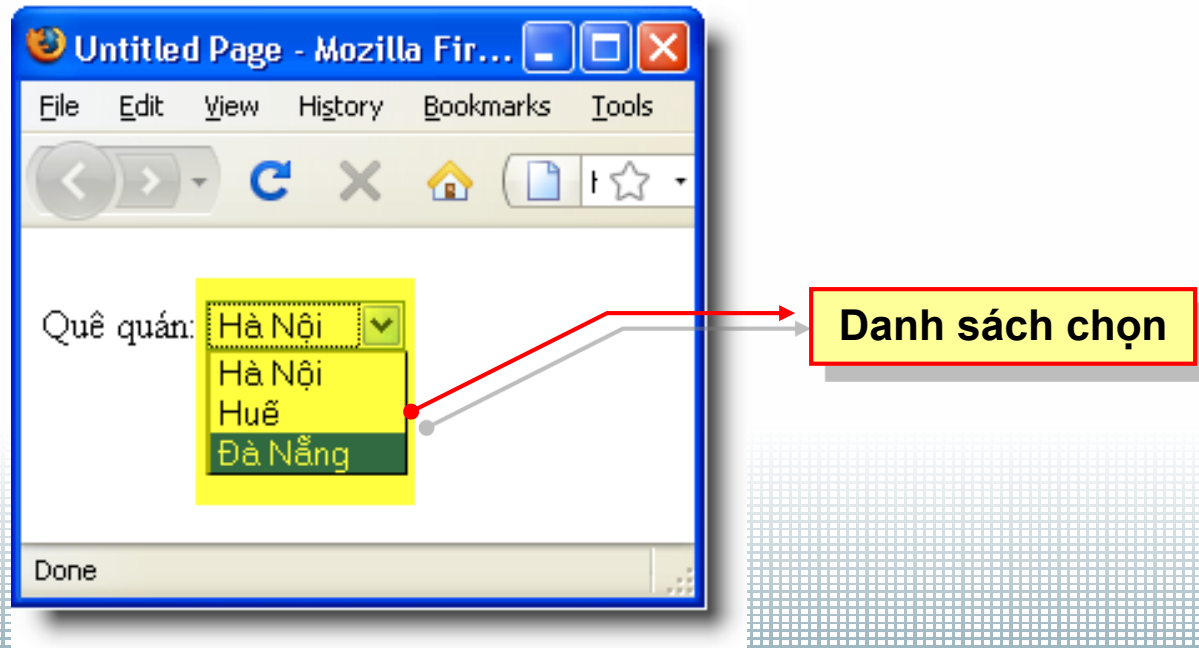 Untitled Page - Mozilla Fir...
File Edit View History Bookmarks Tools
Quê quán: Hà Nội
Hà Nội
Huế
Đà Nẵng
Danh sách chọn
Done